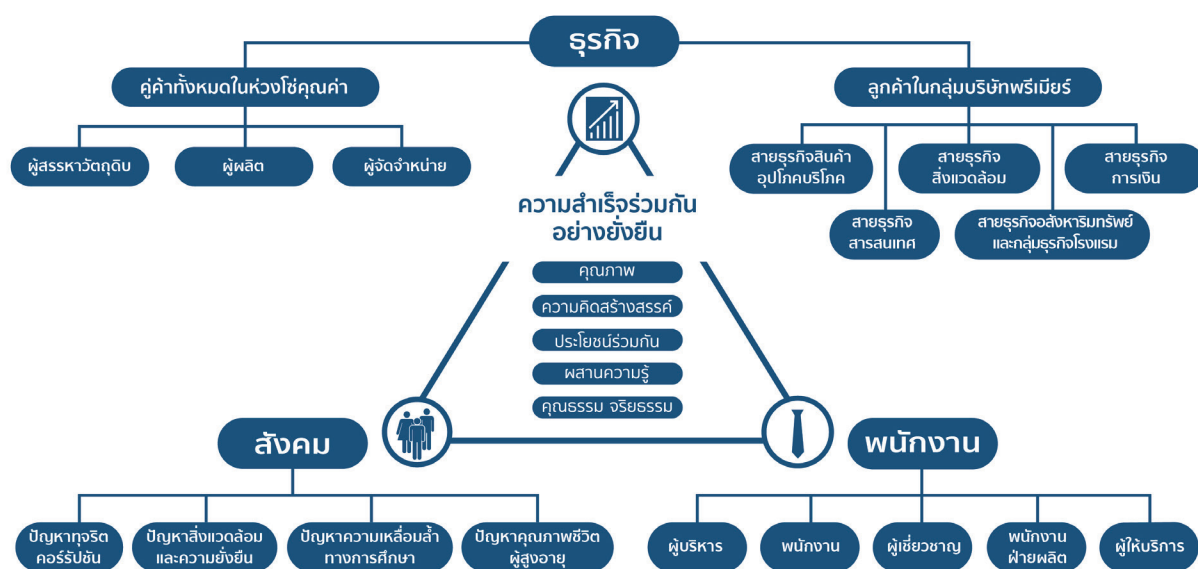 ธุรกิจ
คู่ค้าทั้งหมดในห่วงโซ่คุณค่า
ผู้สรรหาวัตถุดิบ
ผู้ผลิต
ผู้จัดจำหน่าย
ลูกค้าในกลุ่มบริษัทพรีเมียร์
สายธุรกิจสินค้า
อุปโภคบริโภค
สายธุรกิจ
สิ่งแวดล้อม
สายธุรกิจ
การเงิน
สายธุรกิจ
สารสนเทศ
สายธุรกิจอสังหาริมทรัพย์
และกลุ่มธุรกิจโรงแรม
ความสำเร็จร่วมกัน
อย่างยั่งยืน
คุณภาพ
ความคิดสร้างสรรค์
ประโยชน์ร่วมกัน
ผสานความรู้
คุณธรรม จริยธรรม
สังคม
ปัญหาทุจริต
คอร์รัปชัน
ปัญหาสิ่งแวดล้อม
และความยั่งยืน
ปัญหาความเหลื่อมล้ำ
ทางการศึกษา
ปัญหาคุณภาพชีวิต
ผู้สูงอายุ
พนักงาน
ผู้บริหาร
พนักงาน
ผู้เชี่ยวชาญ
พนักงาน
ฝ่ายผลิต
ผู้ให้บริการ